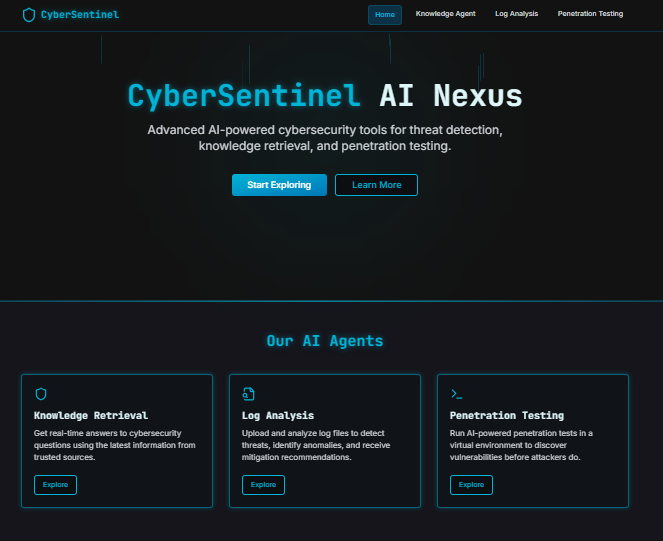 CyberSentinel
Home
Knowledge Agent
Log Analysis
Penetration Testing
CyberSentinel AI Nexus
Advanced AI-powered cybersecurity tools for threat detection,
knowledge retrieval, and penetration testing.
Start Exploring
Learn More
Our AI Agents
Knowledge Retrieval
Get real-time answers to cybersecurity
questions using the latest information from
trusted sources.
Explore
Log Analysis
Upload and analyze log files to detect
threats, identify anomalies, and receive
mitigation recommendations.
Explore
Penetration Testing
Run AI-powered penetration tests in a
virtual environment to discover
vulnerabilities before attackers do.
Explore